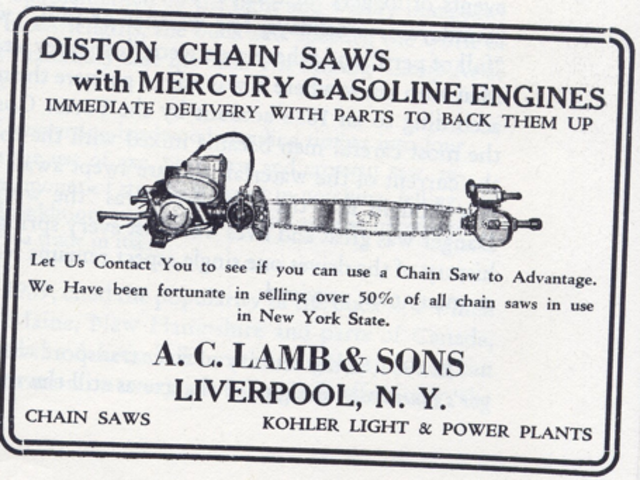 DISTON CHAIN SAWS
with MERCURY GASOLINE ENGINES
IMMEDIATE DELIVERY WITH PARTS TO BACK THEM UP
Let Us Contact You to see if you can use a Chain Saw to Advantage.
We Have been fortunate in selling over 50% of all chain saws in use
in New York State.
A. C. LAMB & SONS
LIVERPOOL, N. Y.
CHAIN SAWS
KOHLER LIGHT & POWER PLANTS